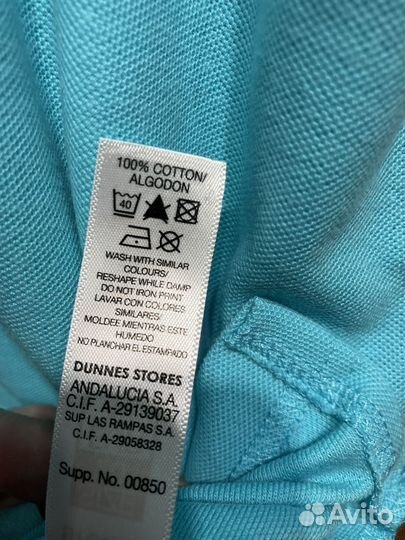 100% COTTON/
ALGODON
40
WASH WITH SIMILAR
COLOURS/
RESHAPE WHILE DAMP
DO NOT IRON PRINT
LAVAR CON COLORES
SIMILARES/
MOLDEE MIENTRAS ESTE
HUMEDO
NO PLANCHAR EL ESTAMPADO
DUNNES STORES
ANDALUCIA S.A.
C.I.F. A-29139037
SUP LAS RAMPAS S.A.
C.I.F. A-29058328
Supp. No. 00850
Avito